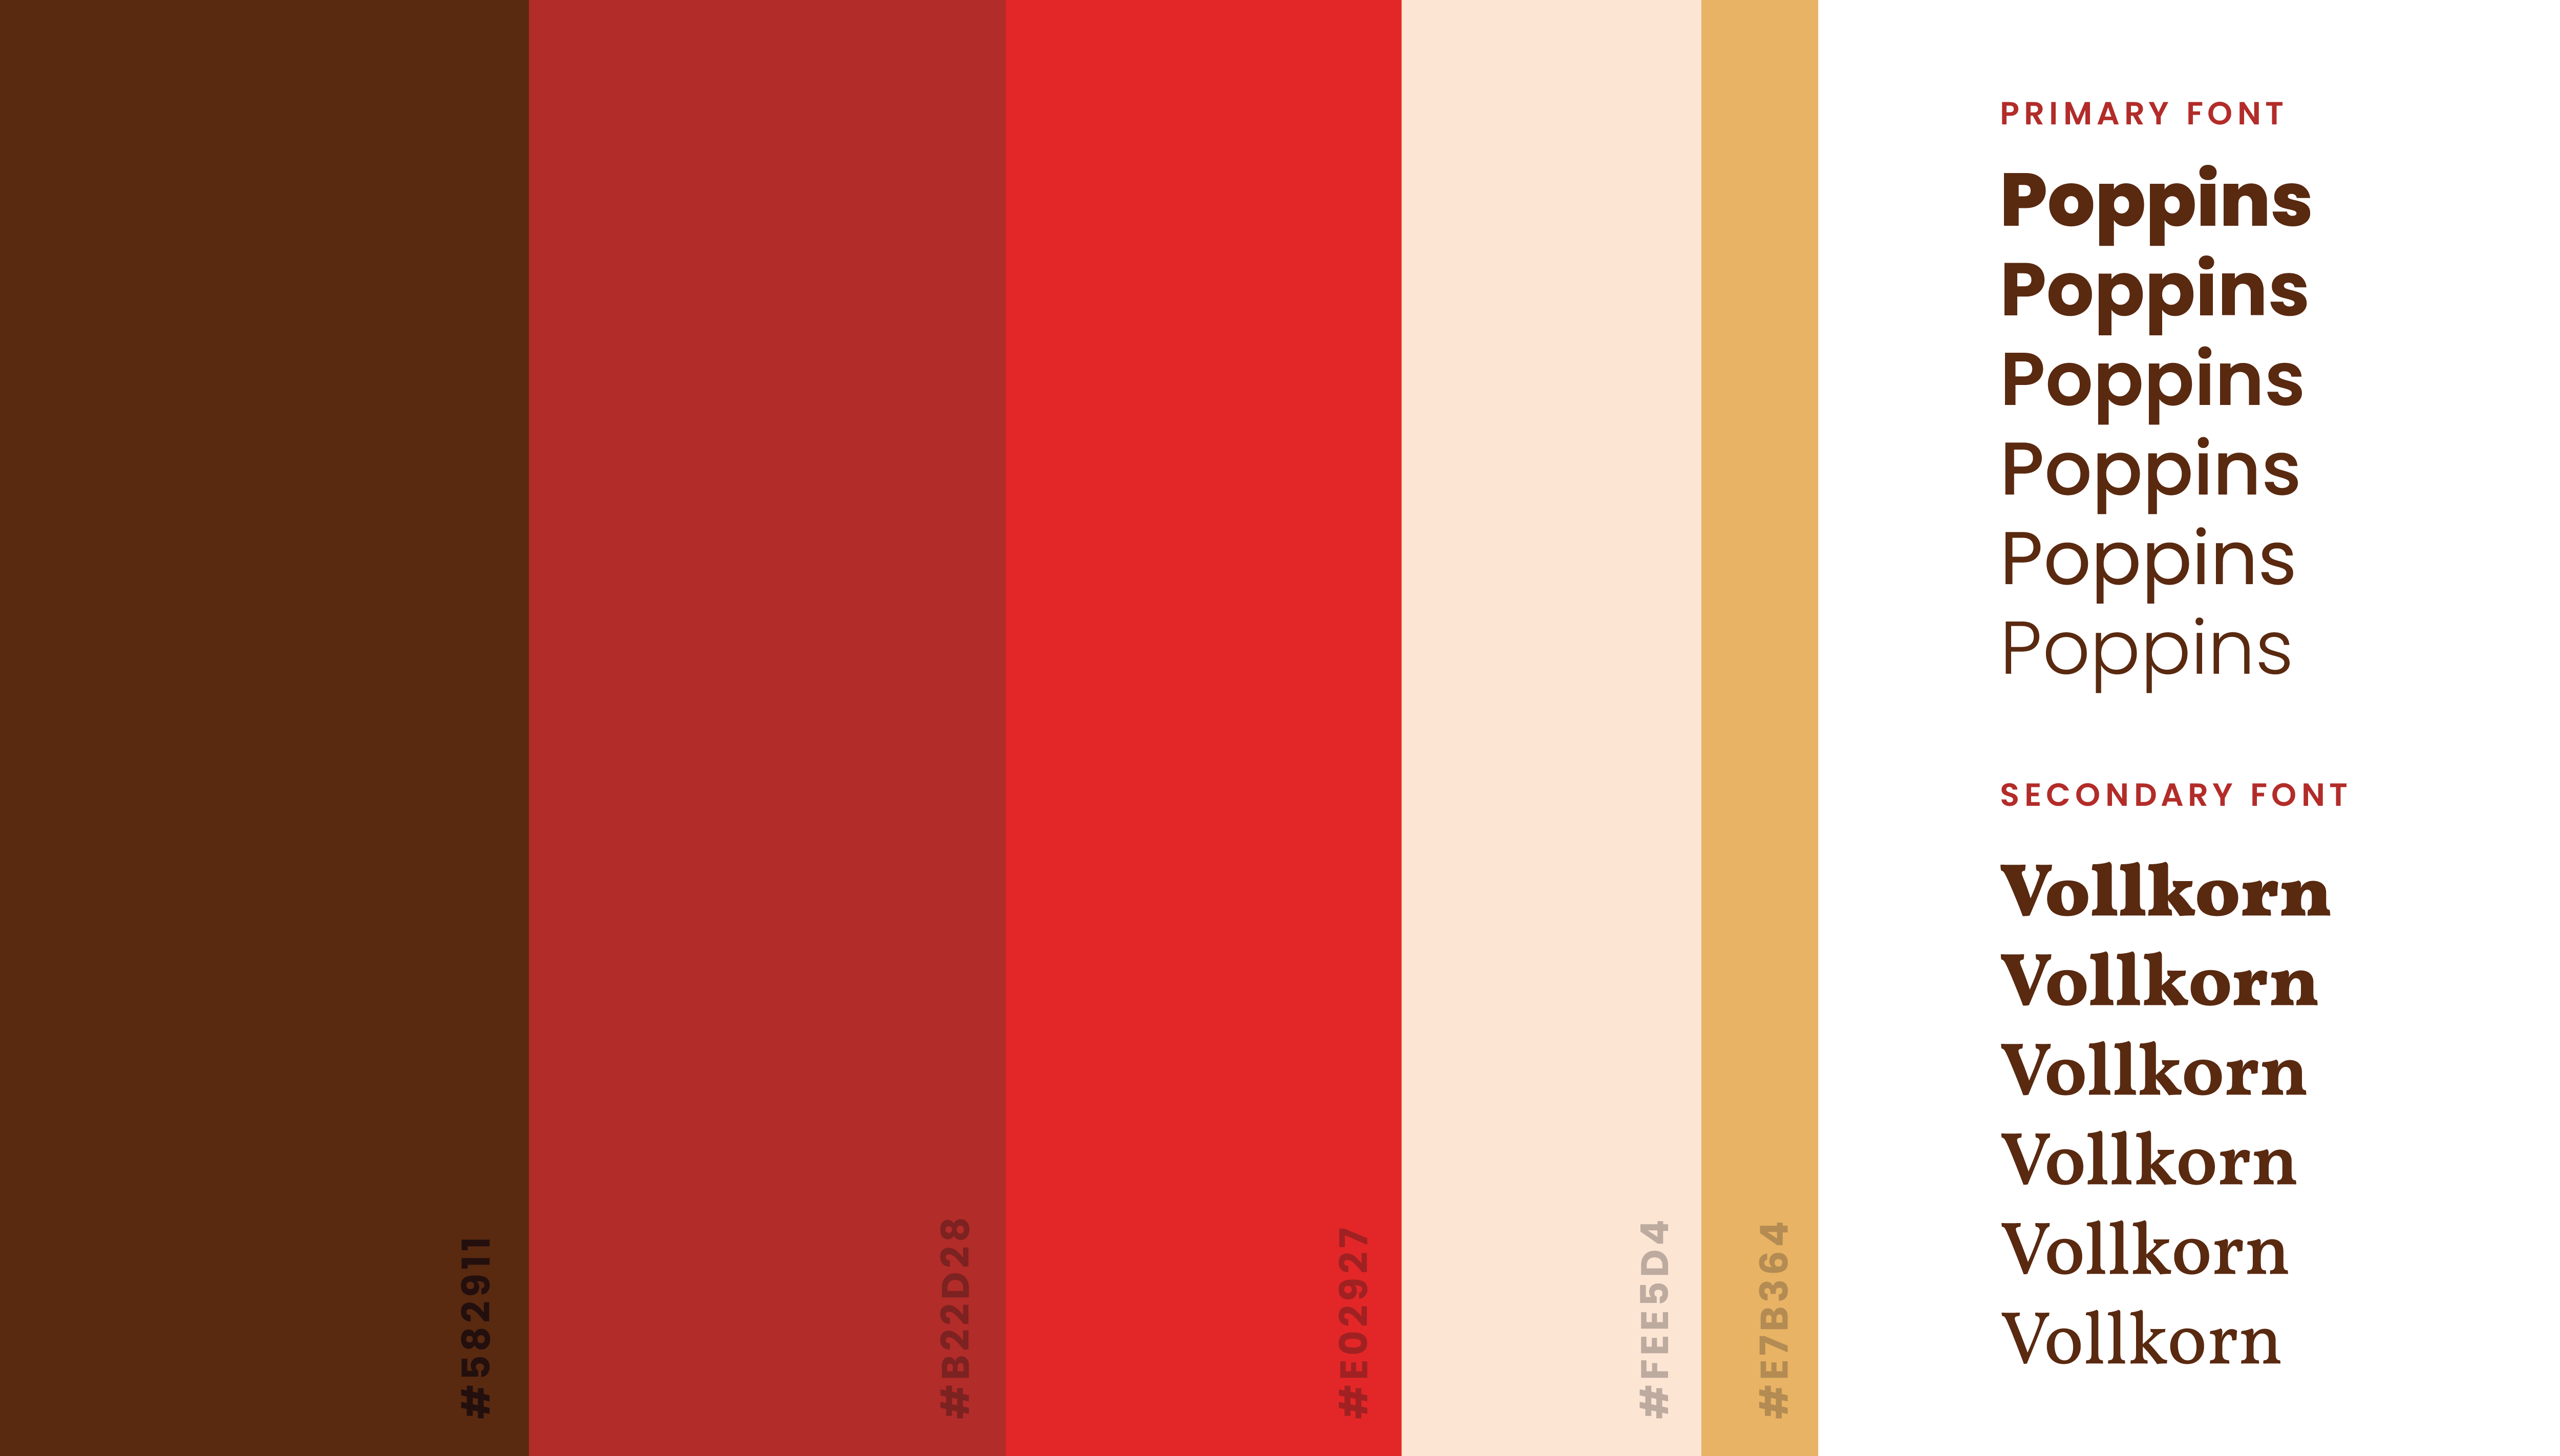 #582911
#B22D28
#E02927
#FEE5D4
#E7B364
PRIMARY FONT
Poppins
Poppins
Poppins
Poppins
Poppins
Poppins
SECONDARY FONT
Vollkorn
Vollkorn
Vollkorn
Vollkorn
Vollkorn
Vollkorn